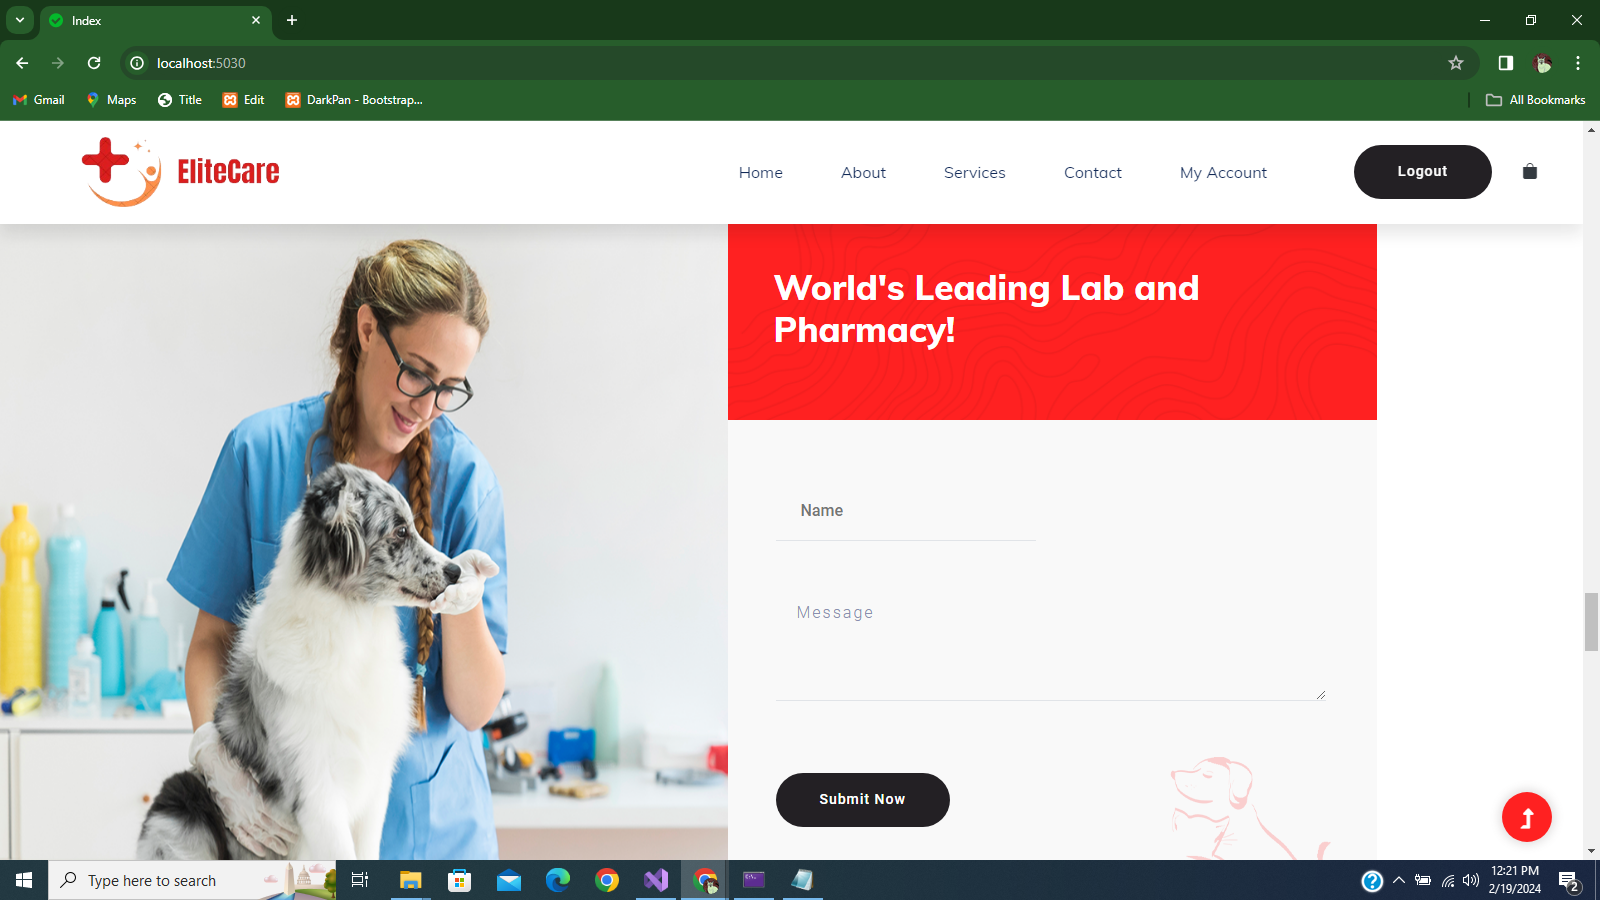 Index
localhost:5030
Gmail
Maps
Title
Edit
DarkPan - Bootstrap...
All Bookmarks
EliteCare
Home
About
Services
Contact
My Account
Logout
World's Leading Lab and
Pharmacy!
Name
Message
Submit Now
Type here to search
12:21 PM
2/19/2024
2